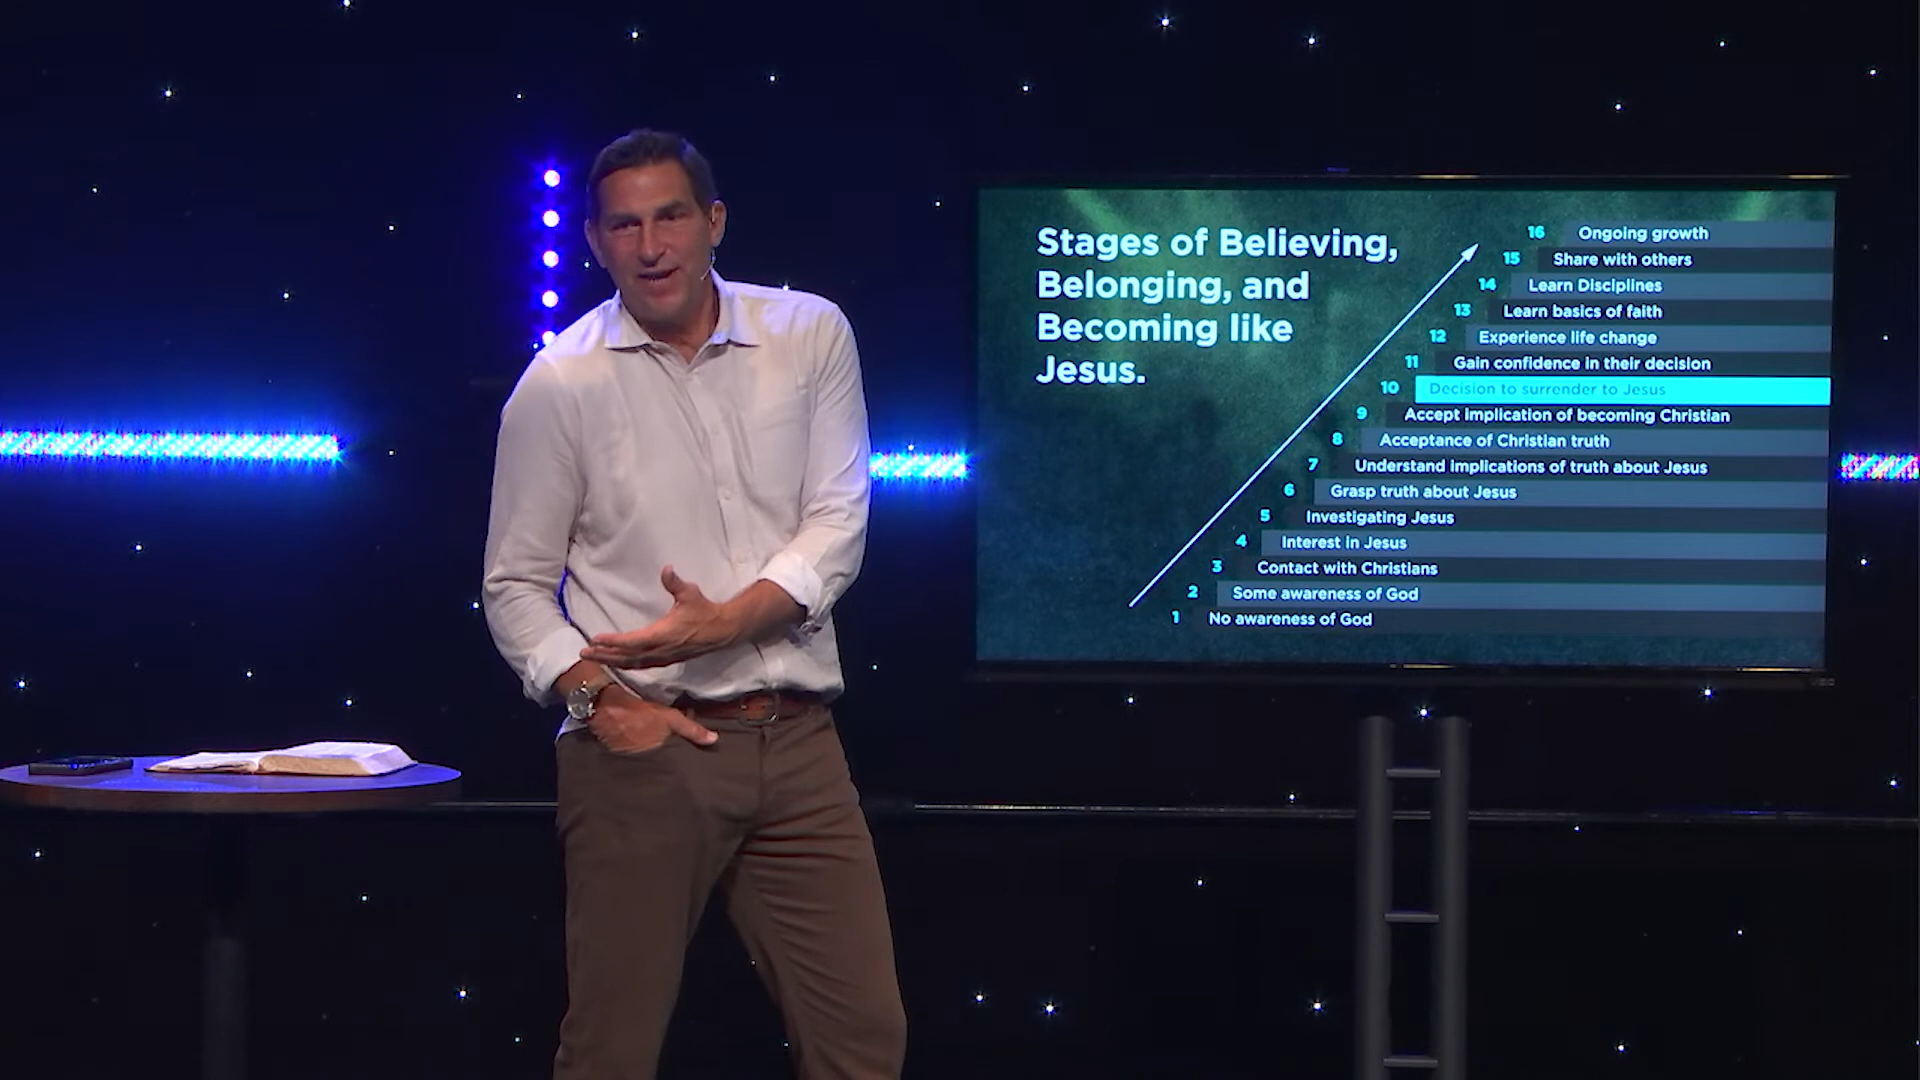 Stages of Believing,
Belonging, and
Becoming like
Jesus.
16 Ongoing growth
15 Share with others
14 Learn Disciplines
13 Learn basics of faith
12 Experience life change
11 Gain confidence in their decision
10 Decision to surrender to Jesus
9 Accept implication of becoming Christian
8 Acceptance of Christian truth
7 Understand implications of truth about Jesus
6 Grasp truth about Jesus
5 Investigating Jesus
4 Interest in Jesus
3 Contact with Christians
2 Some awareness of God
1 No awareness of God